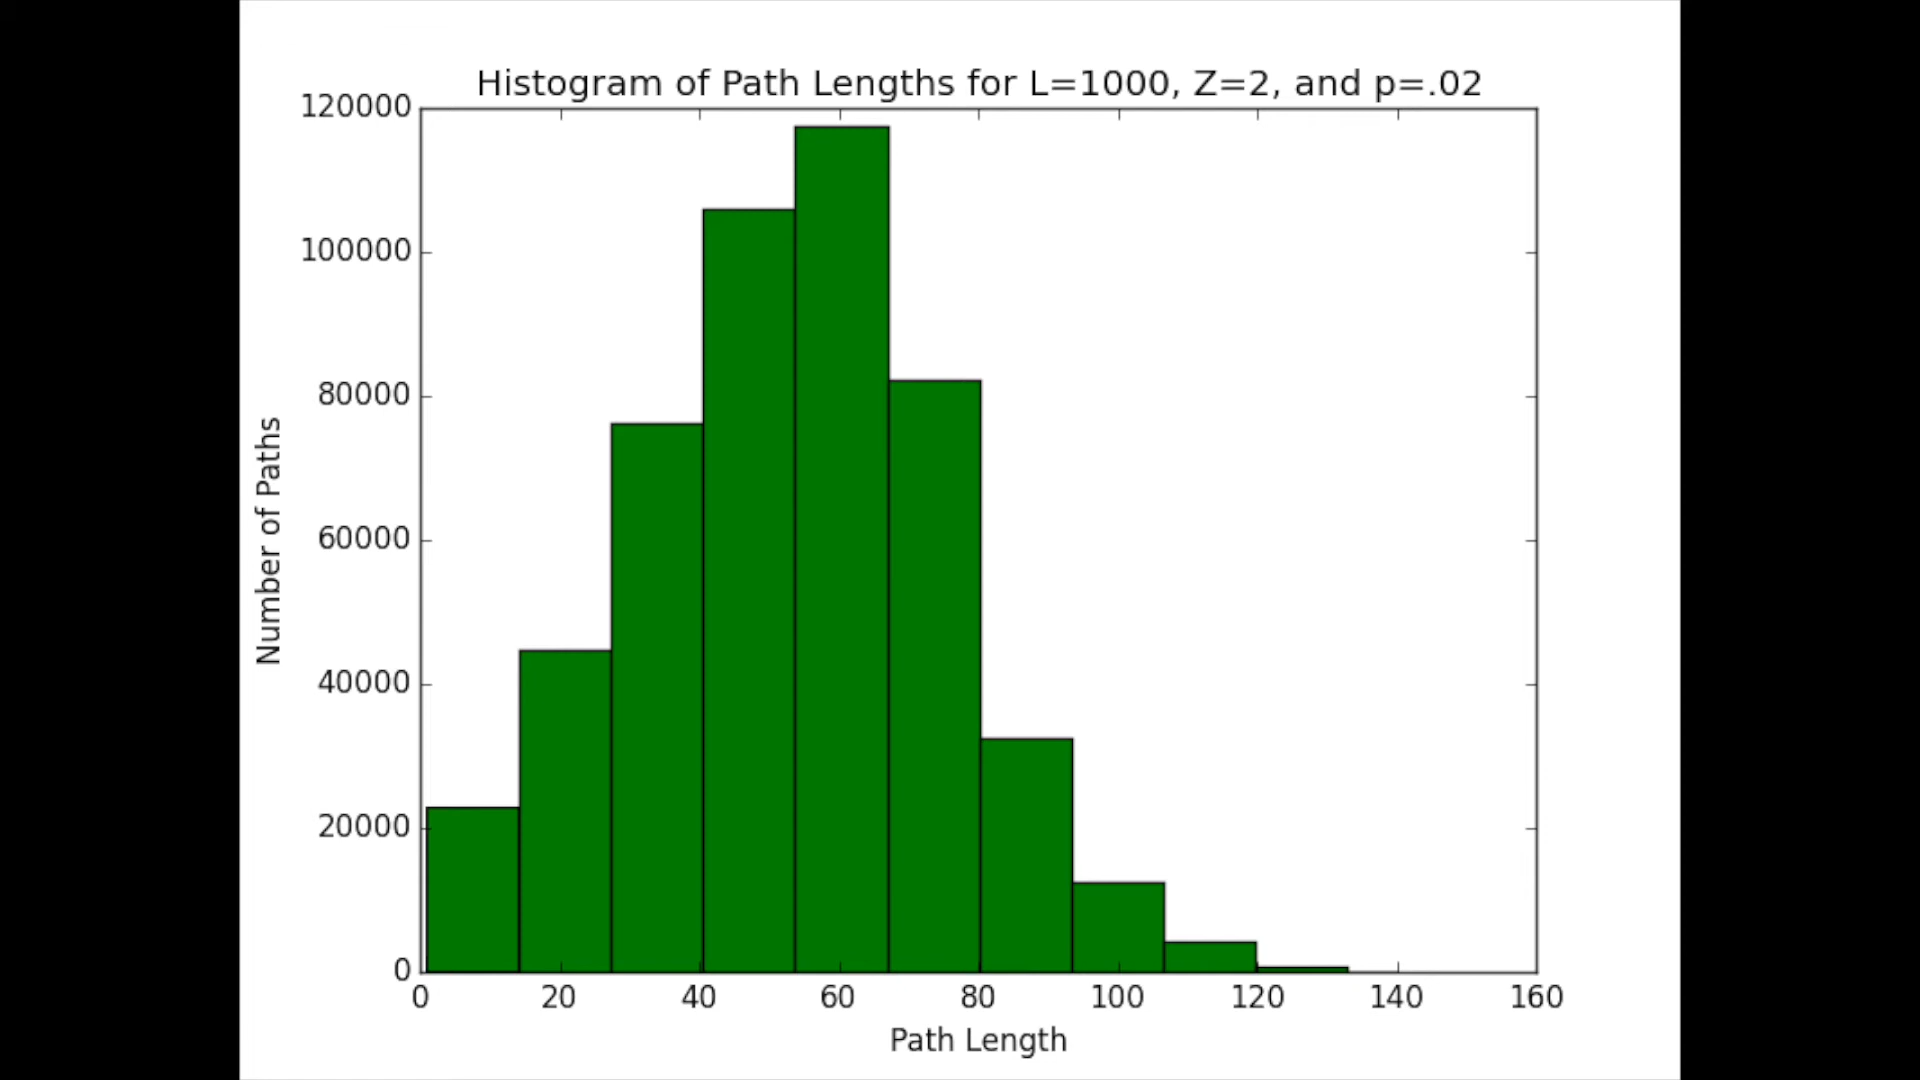 Histogram of Path Lengths for L=1000, Z=2, and p=.02
120000
100000
80000
60000
40000
20000
0
Number of Paths
0 20 40 60 80 100 120 140 160
Path Length